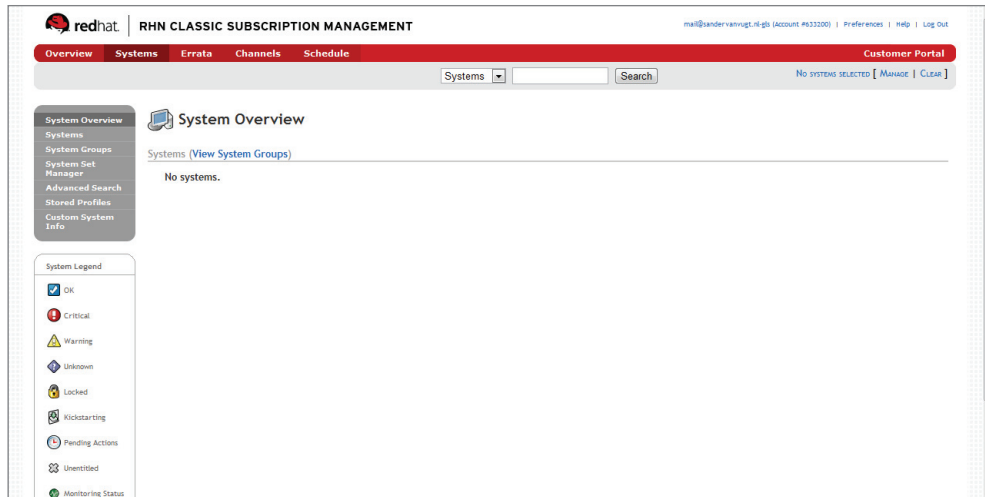 redhat. RHN CLASSIC SUBSCRIPTION MANAGEMENT
mail@sandervanvugt.nl-gls (Account #633200) | Preferences | Help | Log Out
Overview Systems Errata Channels Schedule Customer Portal
Systems Search No systems selected [ Manage | Clear ]
System Overview
Systems
System Groups
System Set
Manager
Advanced Search
Stored Profiles
Custom System
Info
System Overview
Systems (View System Groups)
No systems.
System Legend
OK
Critical
Warning
Unknown
Locked
Kickstarting
Pending Actions
Unentitled
Monitoring Status